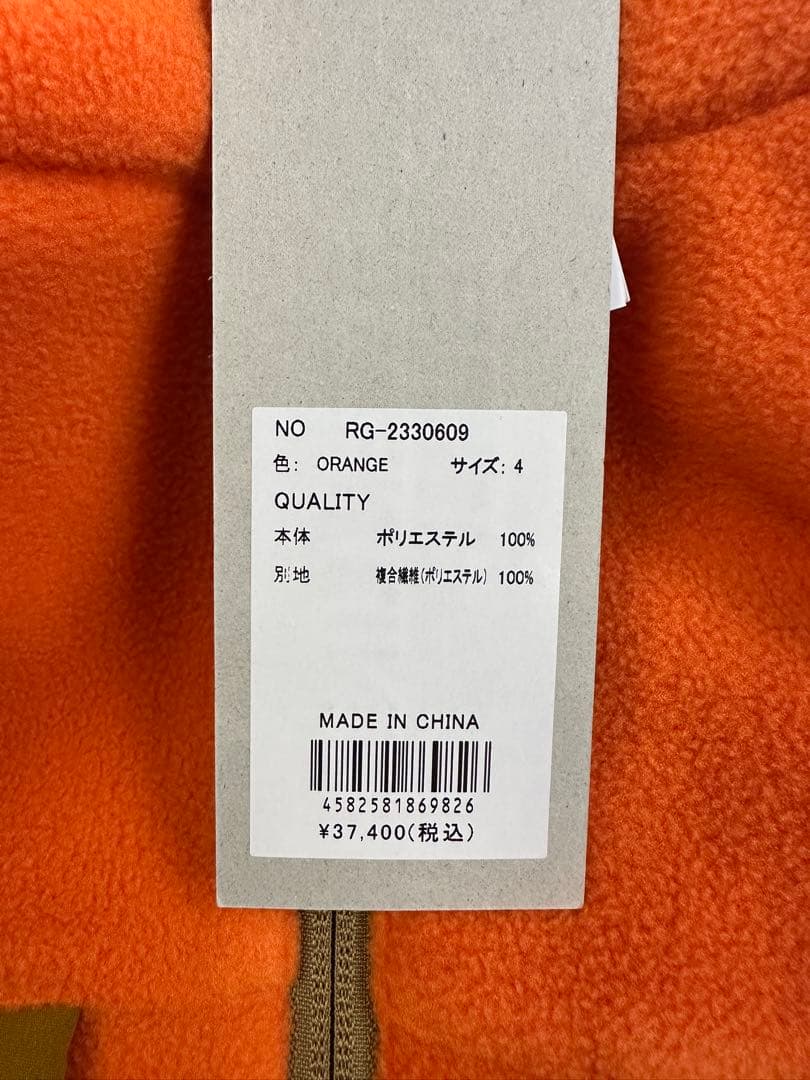 NO RG-2330609
色: ORANGE サイズ: 4
QUALITY
本体 ポリエステル 100%
別地 複合繊維(ポリエステル) 100%
MADE IN CHINA
4582581869826
¥37,400(税込)